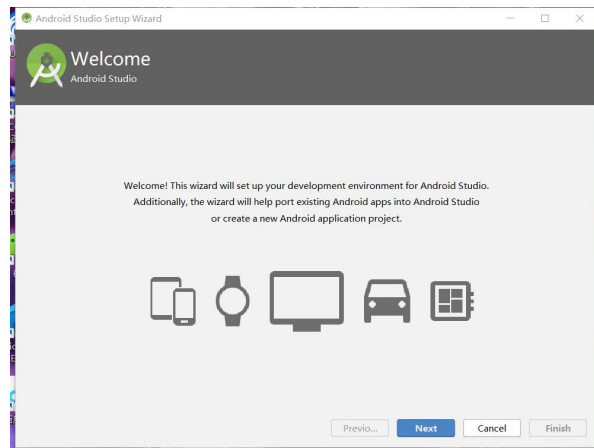 Android Studio Setup Wizard
Welcome
Android Studio
Welcome! This wizard will set up your development environment for Android Studio.
Additionally, the wizard will help port existing Android apps into Android Studio
or create a new Android application project.
Previo... Next Cancel Finish